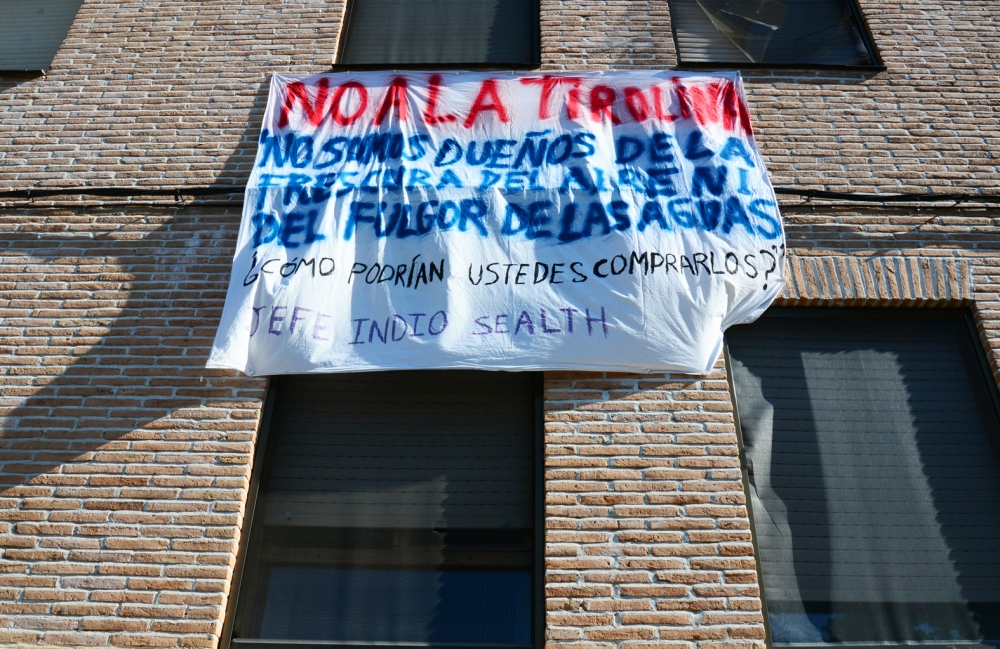 NO A LA TIROLINA
NO SOMOS DUEÑOS DE LA
FRESCURA DEL AIRE NI
DEL FULGOR DE LAS AGUAS
¿CÓMO PODRÍAN USTEDES COMPRARLOS?"
JEFE INDIO SEALTH